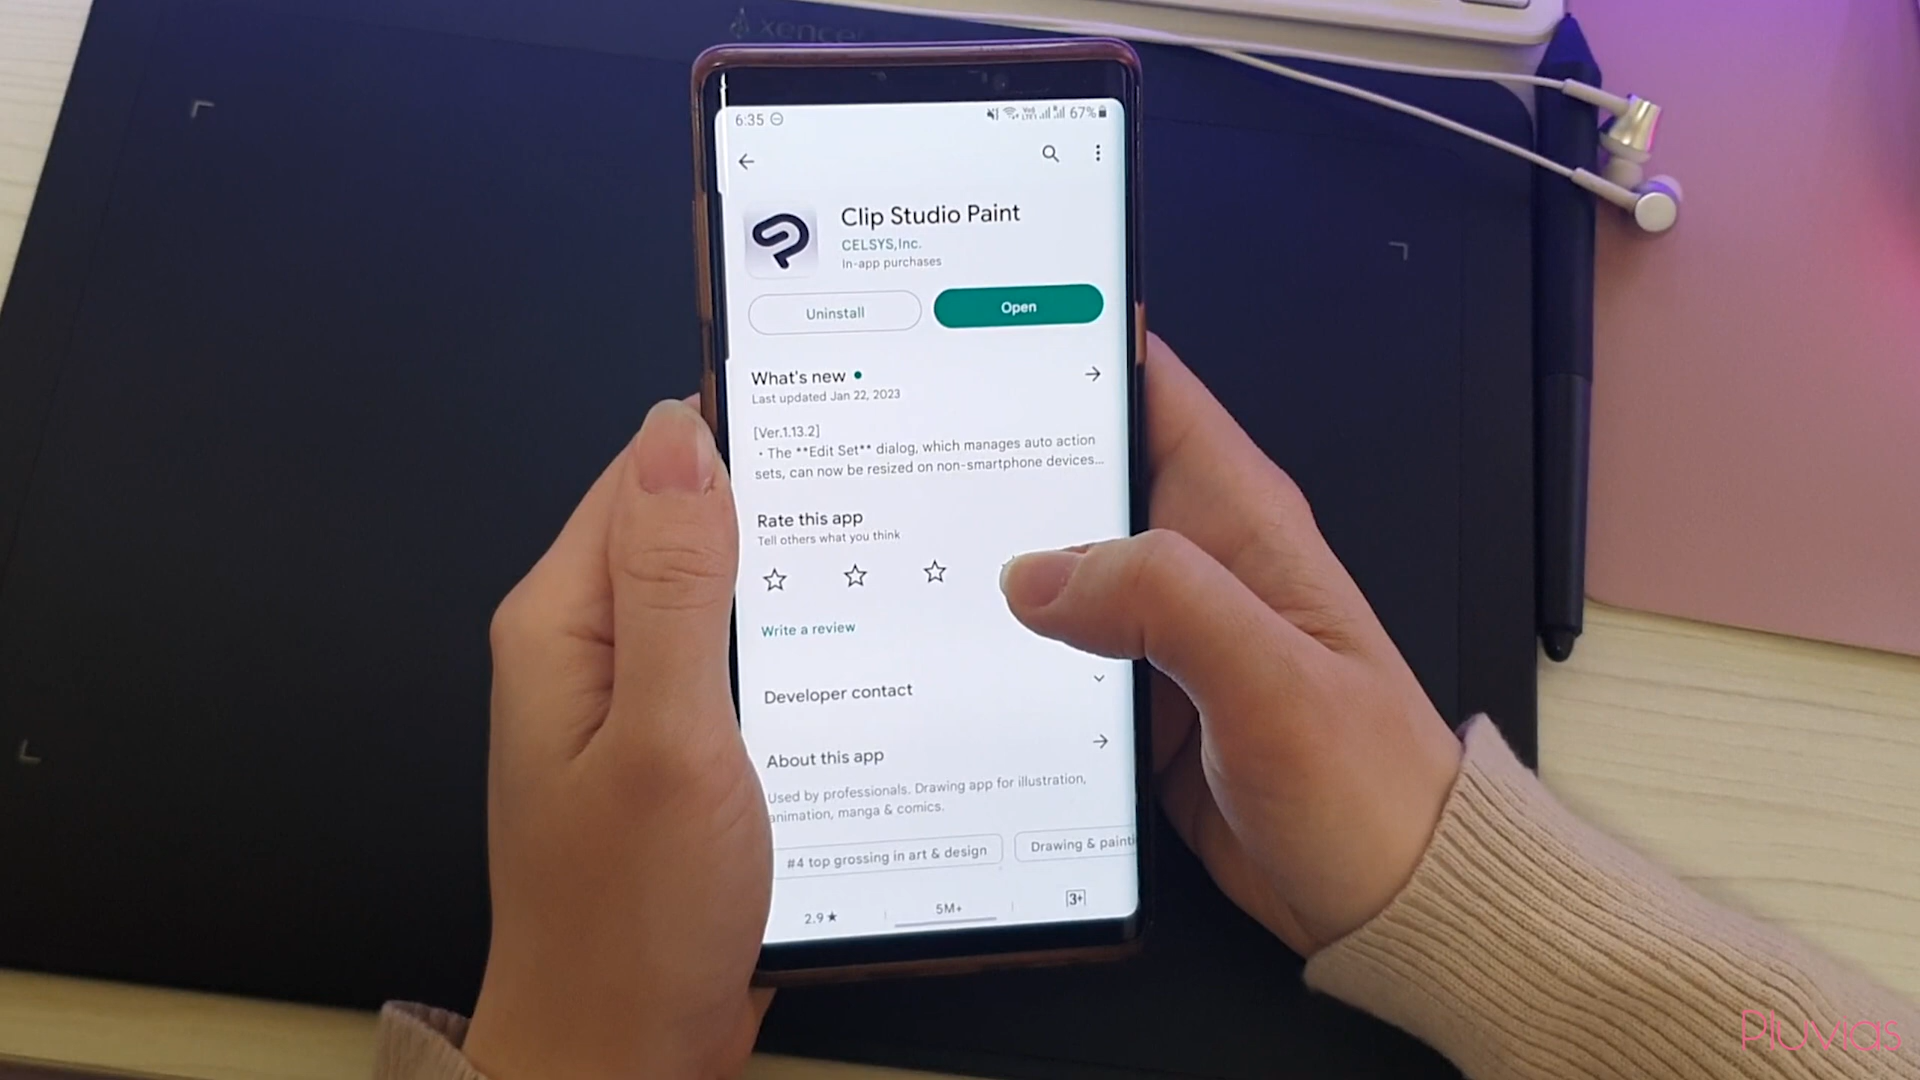 xencel
6:35
67%
Clip Studio Paint
CELSYS,Inc.
In-app purchases
Uninstall
Open
What's new
Last updated Jan 22, 2023
[Ver.1.13.2]
• The **Edit Set** dialog, which manages auto action
sets, can now be resized on non-smartphone devices...
Rate this app
Tell others what you think
Write a review
Developer contact
About this app
Used by professionals. Drawing app for illustration,
animation, manga & comics.
#4 top grossing in art & design
Drawing & painti
2.9★
5M+
3+
Pluvias